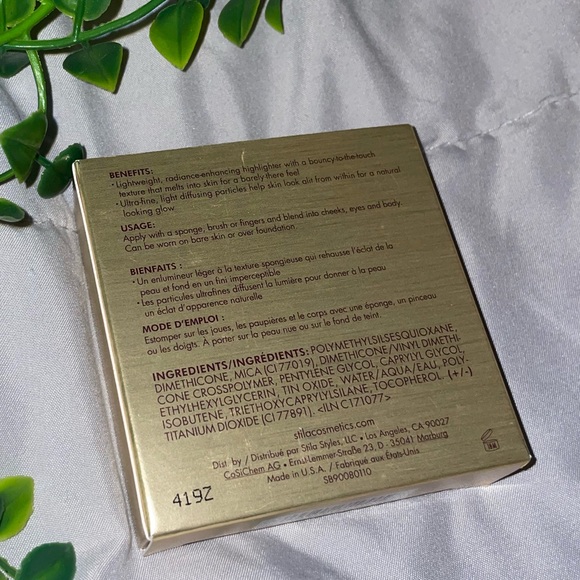 BENEFITS:
• Lightweight, radiance-enhancing highlighter with a bouncy-to-the-touch
texture that melts into skin for a barely there feel
• Ultra-fine, light diffusing particles help skin look alit from within for a natural
looking glow.
USAGE:
Apply with a sponge, brush or fingers and blend into cheeks, eyes and body.
Can be worn on bare skin or over foundation.
BIENFAITS :
• Un enlumineur léger à la texture spongieuse qui rehausse l'éclat de la
peau et fond en un fini imperceptible
• Les particules ultrafines diffusent la lumière pour donner à la peau
un éclat d'apparence naturelle
MODE D'EMPLOI :
Estomper sur les joues, les paupières et le corps avec une éponge, un pinceau
ou les doigts. À porter sur la peau nue ou sur le fond de teint.
INGREDIENTS/INGRÉDIENTS: POLYMETHYLSILSESQUIOXANE,
DIMETHICONE, MICA (CI 77019), DIMETHICONE/VINYL DIMETHI-
CONE CROSSPOLYMER, PENTYLENE GLYCOL, CAPRYLYL GLYCOL,
ETHYLHEXYLGLYCERIN, TIN OXIDE, WATER/AQUA/EAU, POLY-
ISOBUTENE, TRIETHOXYCAPRYLYLSILANE, TOCOPHEROL. (+/-)
TITANIUM DIOXIDE (CI 77891). <ILN C171077>
stilacosmetics.com
Dist. by / Distribué par Stila Styles, LLC • Los Angeles, CA 90027
CoSiChem AG • Ernst-Lemmer-Straße 23, D - 35041 Marburg
Made in U.S.A. / Fabriqué aux États-Unis
SB90080110
419Z